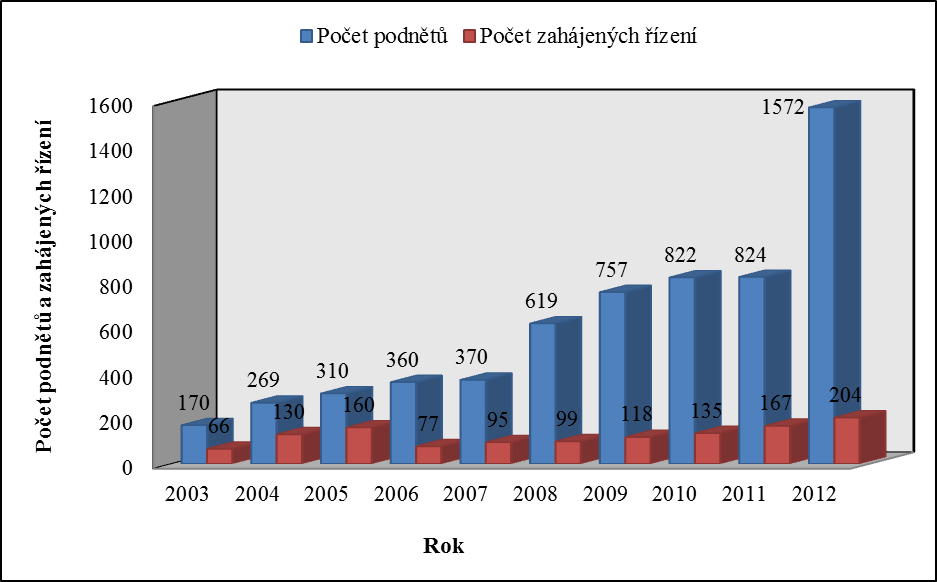 Počet podnětů Počet zahájených řízení
Počet podnětů a zahájených řízení
1600
1400
1200
1000
800
600
400
200
0
170 269 310 360 370 619 757 822 824 1572
66 130 160 77 95 99 118 135 167 204
2003 2004 2005 2006 2007 2008 2009 2010 2011 2012
Rok